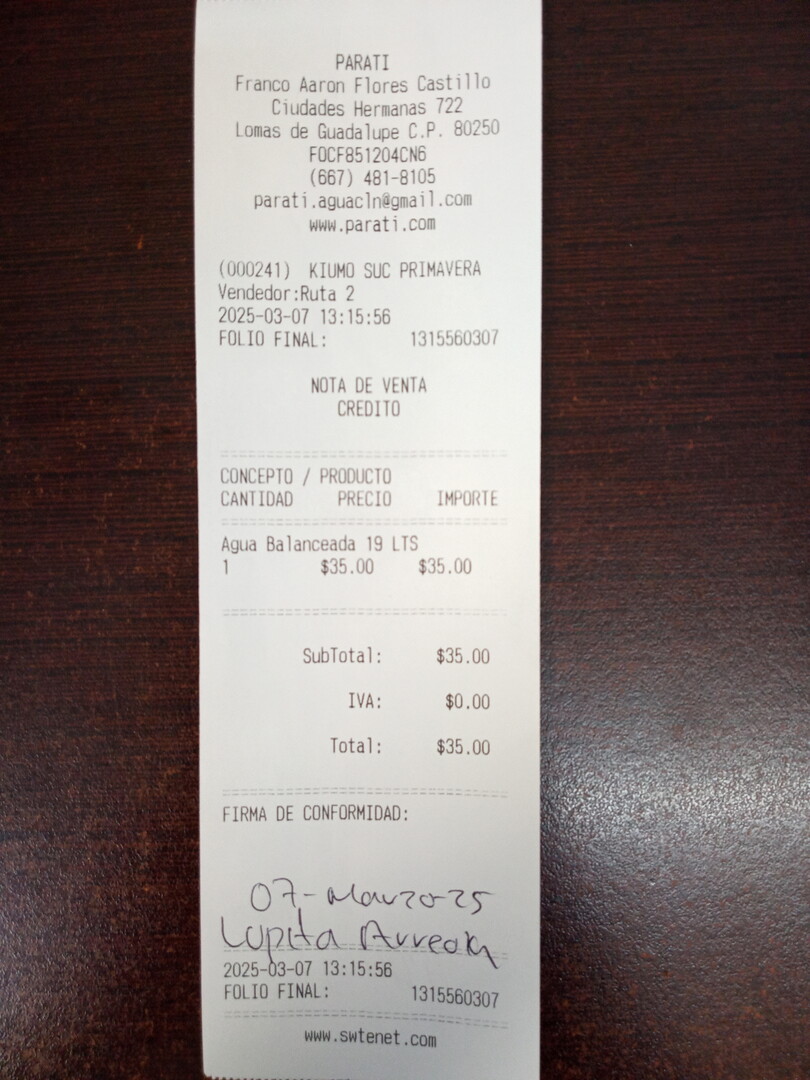 PARATI
Franco Aaron Flores Castillo
Ciudades Hermanas 722
Lomas de Guadalupe C.P. 80250
FOCF851204CN6
(667) 481-8105
parati.aguacln@gmail.com
www.parati.com
(000241) KIUMO SUC PRIMAVERA
Vendedor:Ruta 2
2025-03-07 13:15:56
FOLIO FINAL: 1315560307
NOTA DE VENTA
CREDITO
CONCEPTO / PRODUCTO
CANTIDAD PRECIO IMPORTE
Agua Balanceada 19 LTS
1 $35.00 $35.00
SubTotal: $35.00
IVA: $0.00
Total: $35.00
FIRMA DE CONFORMIDAD:
07-Marzo-25
Lupita Arreola
2025-03-07 13:15:56
FOLIO FINAL: 1315560307
www.swtenet.com